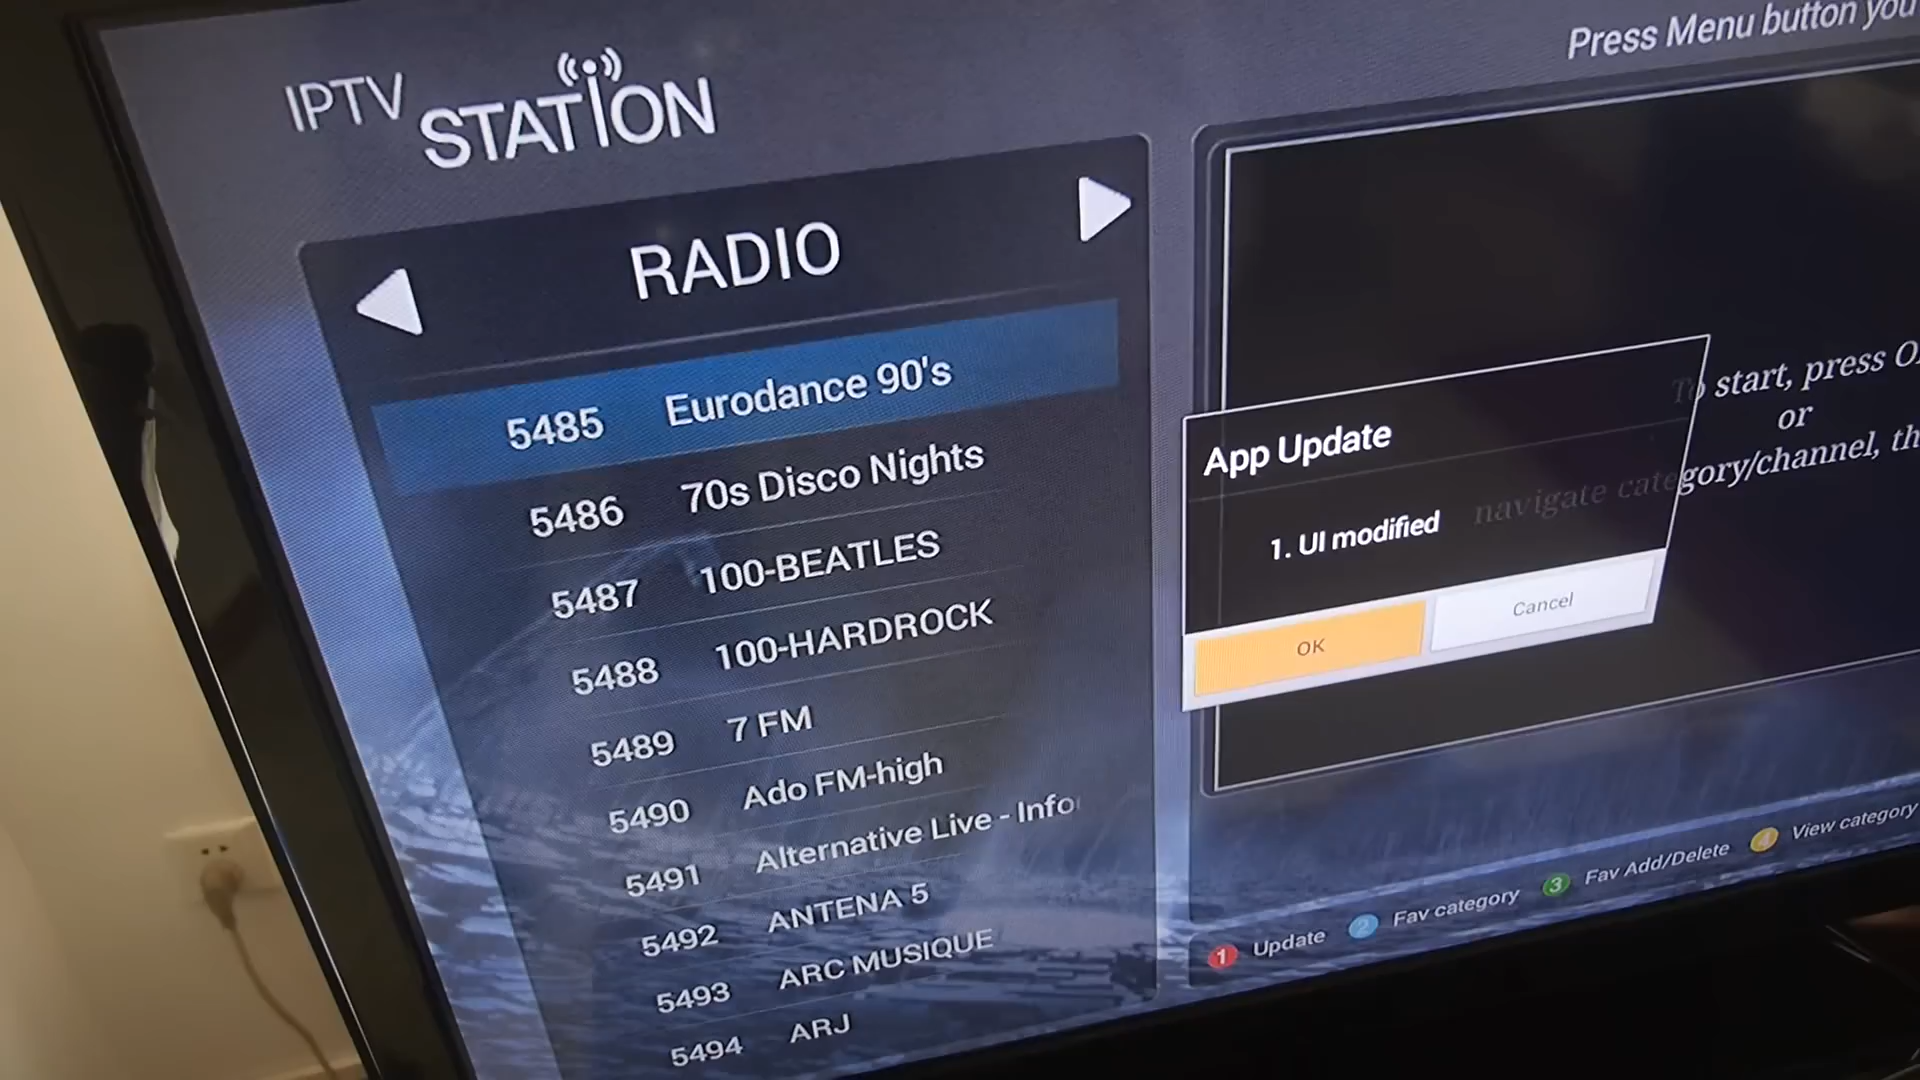 IPTV STATION
Press Menu button you
RADIO
5485 Eurodance 90's
5486 70s Disco Nights
5487 100-BEATLES
5488 100-HARDROCK
5489 7 FM
5490 Ado FM-high
5491 Alternative Live - Info
5492 ANTENA 5
5493 ARC MUSIQUE
5494 ARJ
To start, press
or
navigate category/channel,
App Update
1. UI modified
OK
Cancel
1 Update
2 Fav category
3 Fav Add/Delete
4 View category